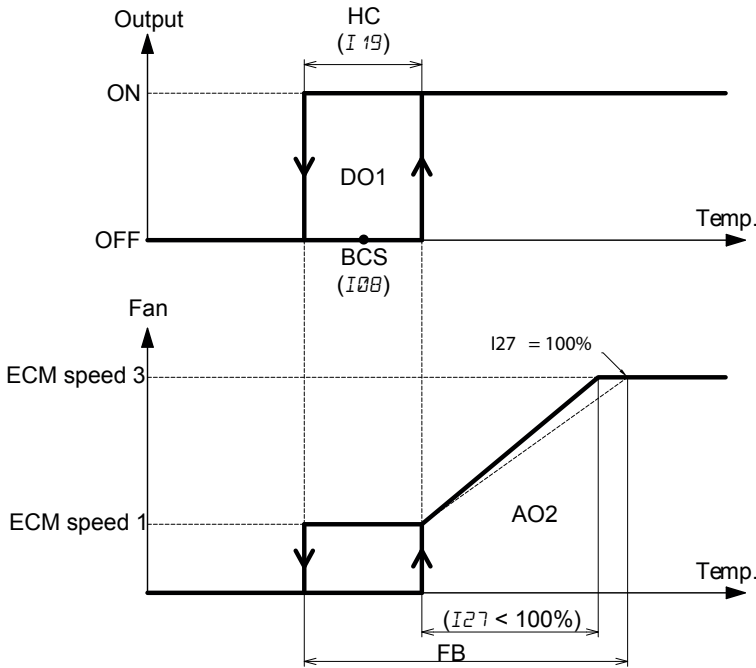 Output
HC
(I19)
ON
DO1
Temp.
OFF
BCS
(I08)
Fan
I27 = 100%
ECM speed 3
ECM speed 1
AO2
Temp.
(I27 < 100%)
FB